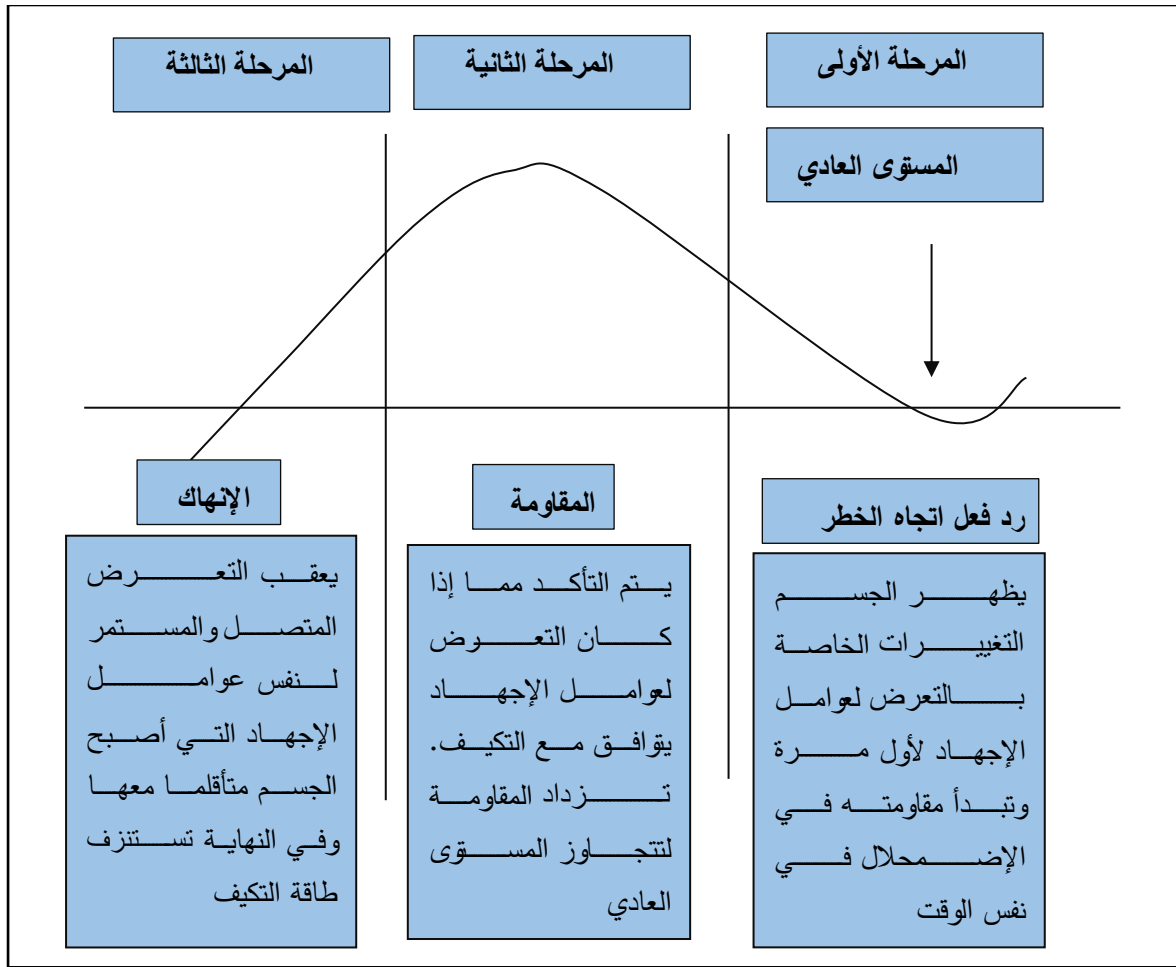 المرحلة الأولى
المرحلة الثانية
المرحلة الثالثة
المستوى العادي
رد فعل اتجاه الخطر
المقاومة
الإنهاك
يظهر الجسم
التغييرات الخاصة
بالتعرض لعوامل
الإجهاد لأول مرة
وتبدأ مقاومته في
الإضمحلال في
نفس الوقت
يتم التأكد مما إذا
كان التعوض
لعوامل الإجهاد
يتوافق مع التكيف.
تزداد المقاومة
لتتجاوز المستوى
العادي
يعقب التعرض
المتصل والمستمر
لنفس عوامل
الإجهاد التي أصبح
الجسم متأقلما معها
وفي النهاية تستنزف
طاقة التكيف